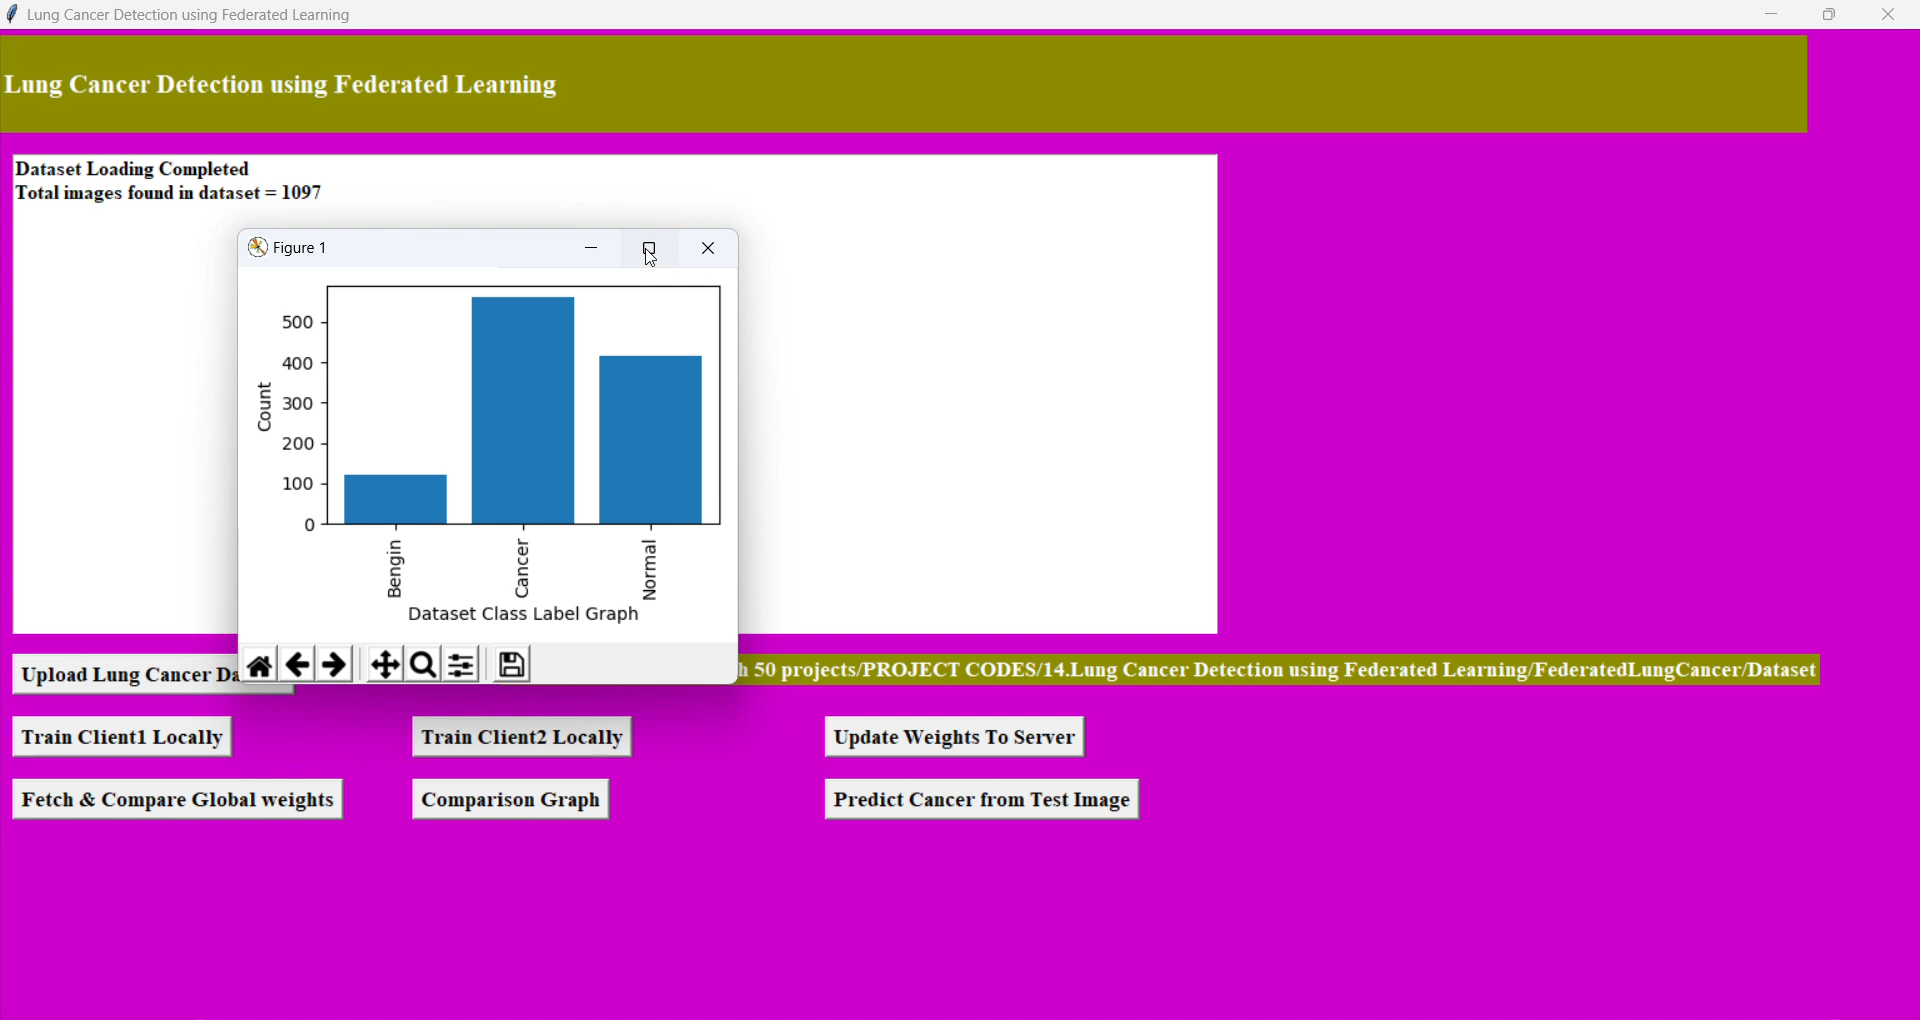 Lung Cancer Detection using Federated Learning
Lung Cancer Detection using Federated Learning
Dataset Loading Completed
Total images found in dataset = 1097
Figure 1
500
400
300
200
100
0
Count
Bengin
Cancer
Normal
Dataset Class Label Graph
Upload Lung Cancer
50 projects/PROJECT CODES/14.Lung Cancer Detection using Federated Learning/FederatedLungCancer/Dataset
Train Client1 Locally
Train Client2 Locally
Update Weights To Server
Fetch & Compare Global weights
Comparison Graph
Predict Cancer from Test Image